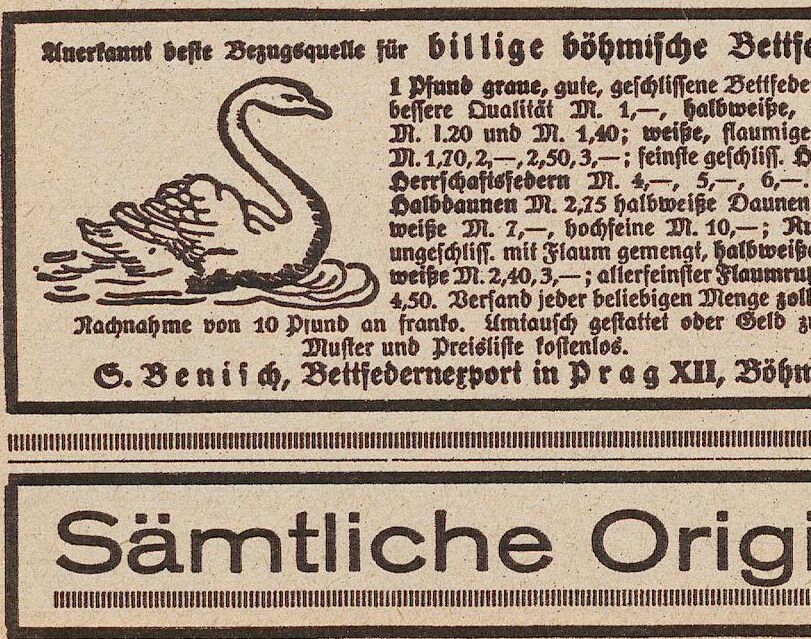 Anerkannt beste Bezugsquelle für billige böhmische Bettfe
1 Pfund graue, gute, geschlissene Bettfede
bessere Qualität M. 1,—, halbweiße,
M. 1.20 und M. 1,40; weiße, flaumige
M. 1,70, 2,—, 2,50, 3,—; feinste geschliss. H
Herrschaftsfedern M. 4,—, 5,—, 6,—
Halbdaunen M. 2,75 halbweiße Daunen
weiße M. 7,—, hochfeine M. 10,—; Ru
ungeschliss. mit Flaum gemengt, halbweiße
weiße M. 2,40, 3,—; allerfeinster Flaumru
4,50. Versand jeder beliebigen Menge zoll
Nachnahme von 10 Pfund an franko. Umtausch gestattet oder Geld z
Muster und Preisliste kostenlos.
S. Benisch, Bettfedernexport in Prag XII, Böhm
Sämtliche Orig